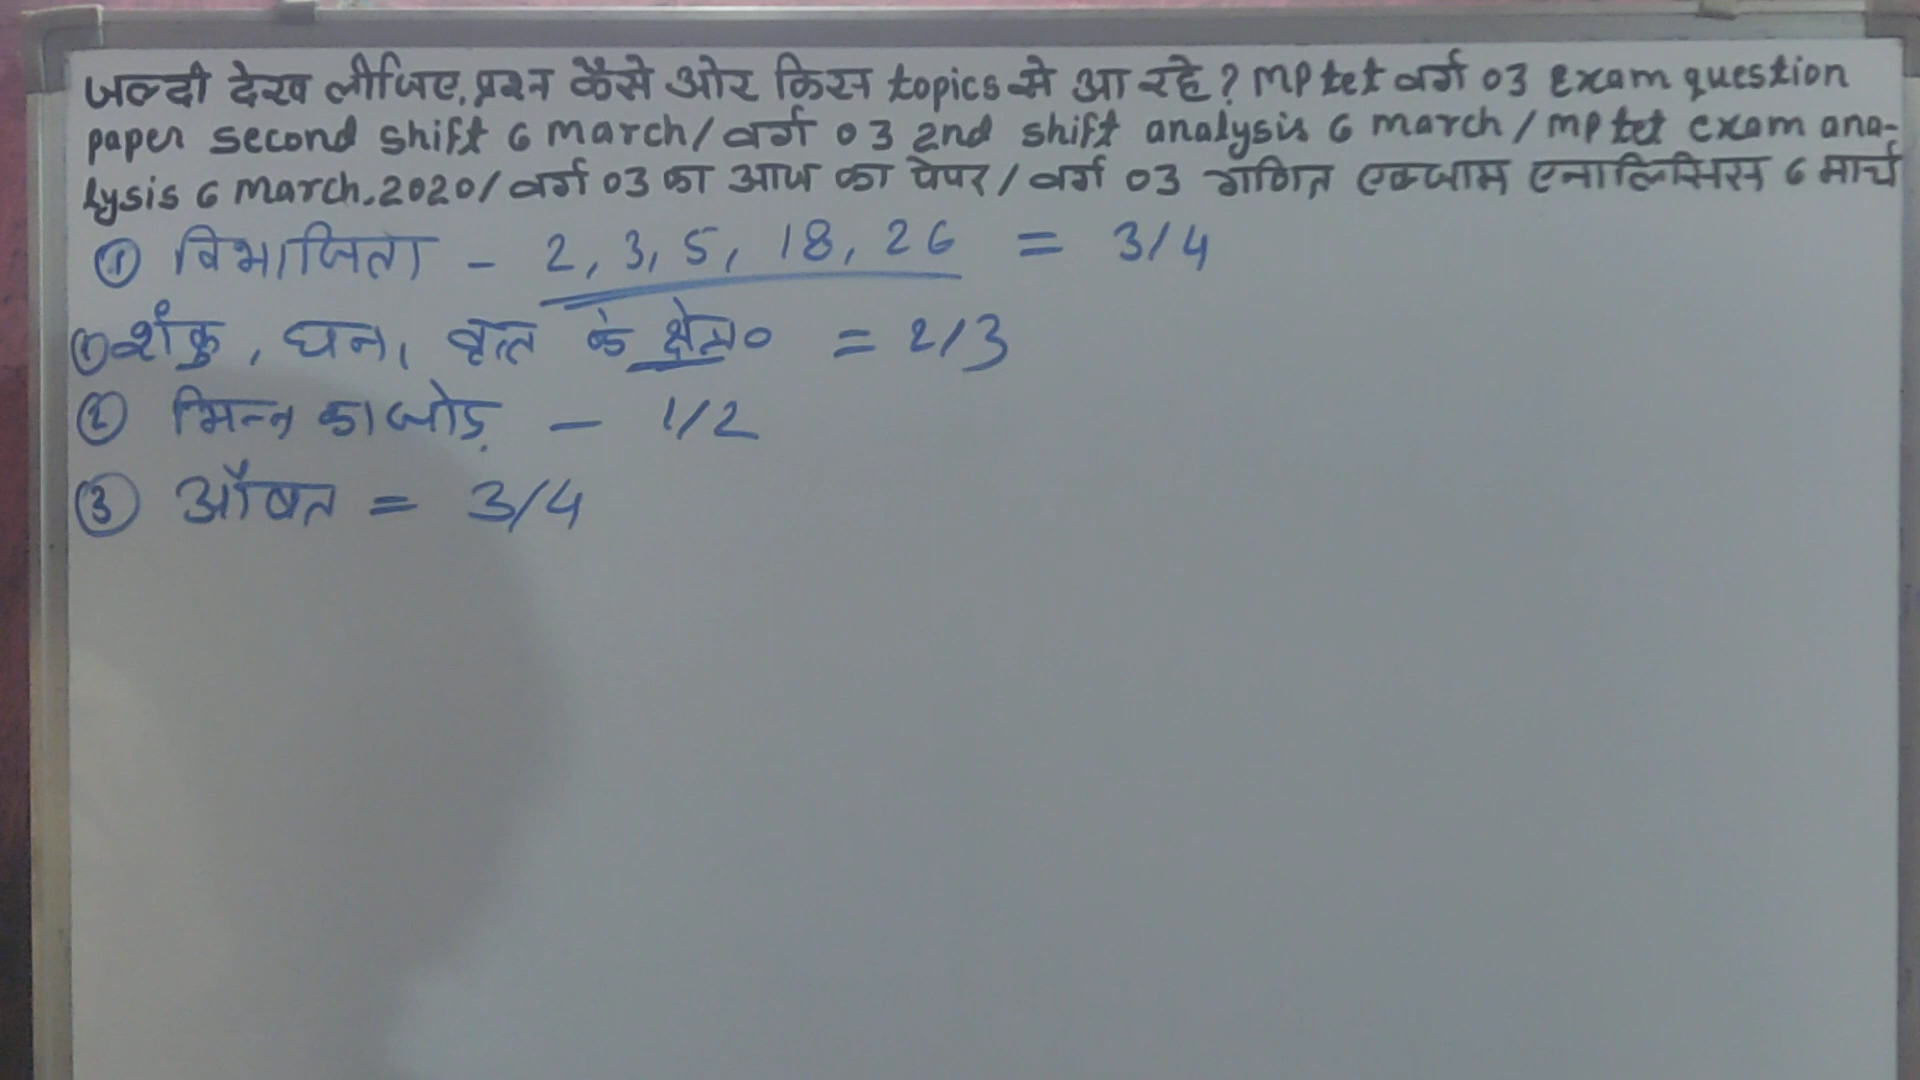 जल्दी देख लीजिए, प्रश्न कैसे ओर किस topics से आ रहे? MP tet वर्ग 03 Exam question
paper second shift 6 march/ वर्ग 03 2nd shift analysis 6 march / mp tet exam ana-
lysis 6 march.2020/ वर्ग 03 का आज का पेपर / वर्ग 03 गणित एक्जाम एनालिसिस 6 मार्च
① विभाजिता - 2, 3, 5, 18, 26 = 3/4
① शंकु, घन, वृत्त के क्षेत्र० = 2/3
② भिन्न का जोड़ - 1/2
③ औषत = 3/4